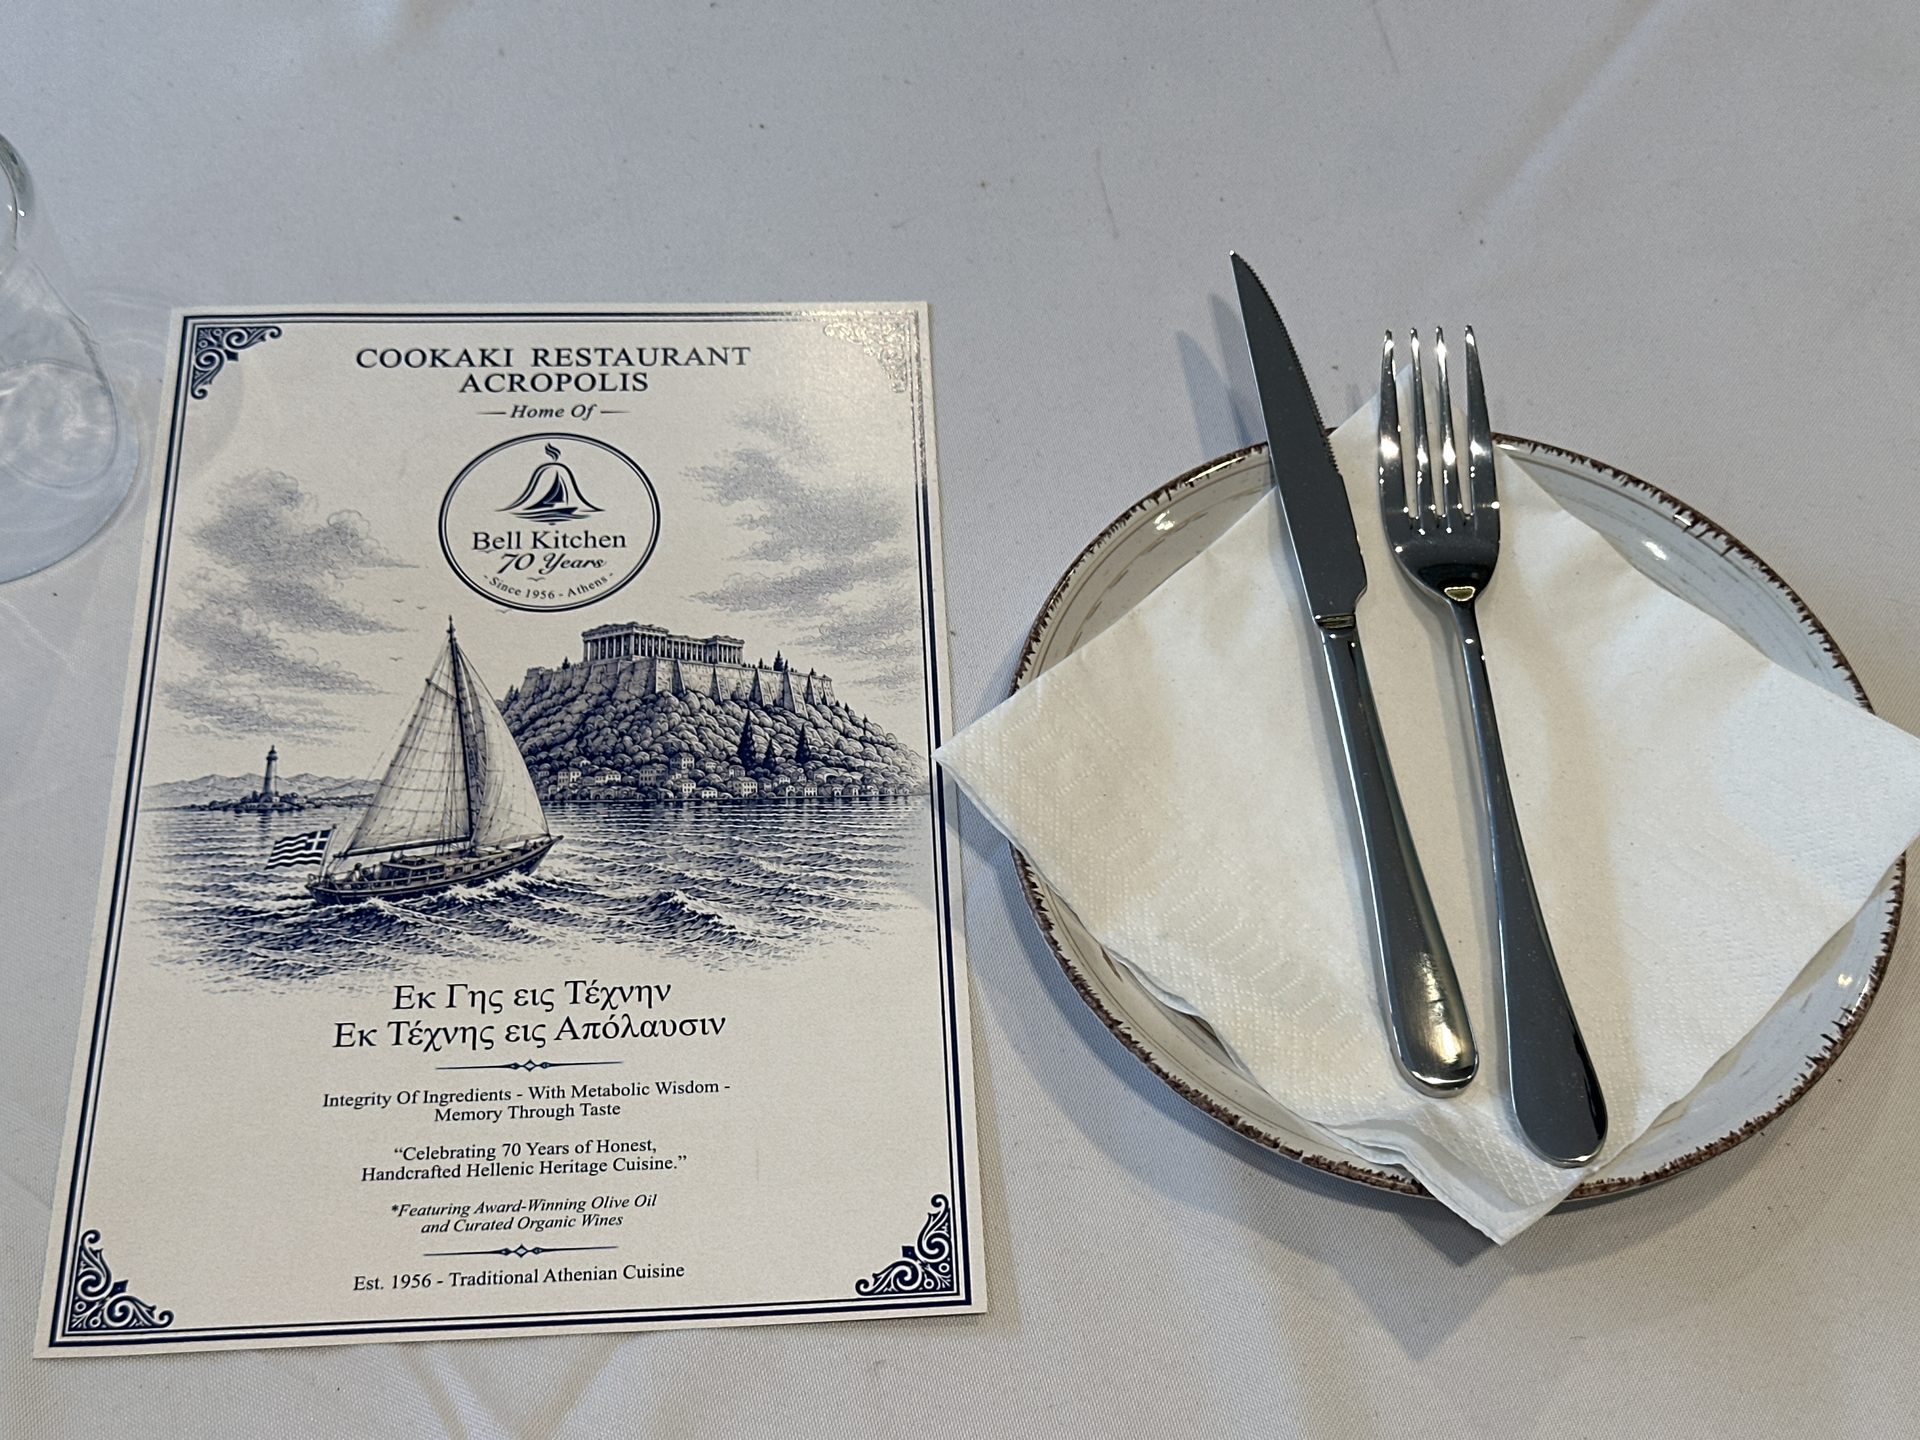 COOKAKI RESTAURANT
ACROPOLIS
— Home Of —
Bell Kitchen
70 Years
- Since 1956 - Athens -
Εκ Γης εις Τέχνην
Εκ Τέχνης εις Απόλαυσιν
Integrity Of Ingredients - With Metabolic Wisdom -
Memory Through Taste
“Celebrating 70 Years of Honest,
Handcrafted Hellenic Heritage Cuisine.”
*Featuring Award-Winning Olive Oil
and Curated Organic Wines
Est. 1956 - Traditional Athenian Cuisine